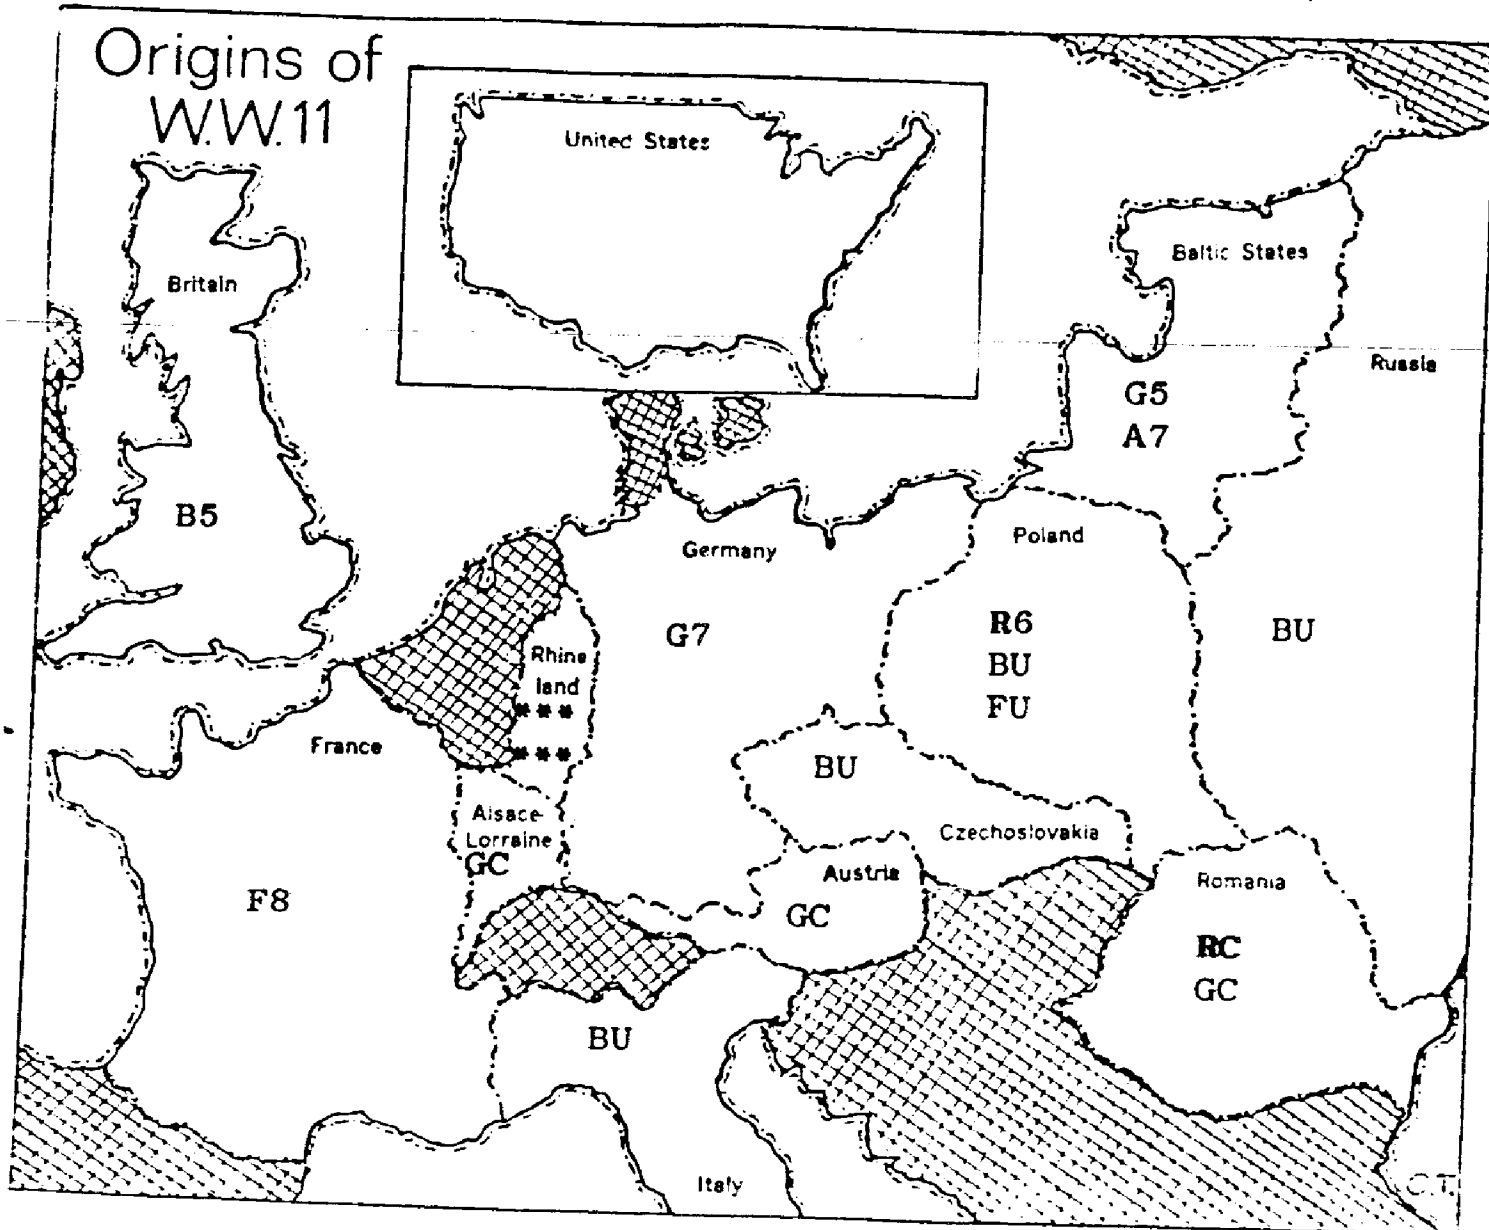 Origins of
W.W.11
United States
Britain
Baltic States
Russia
G5
A7
B5
Germany
Poland
G7
R6
BU
FU
BU
Rhine
land
***
***
France
BU
Alsace-
Lorraine
GC
Czechoslovakia
Austria
GC
Romania
F8
RC
GC
BU
Italy
C.T.